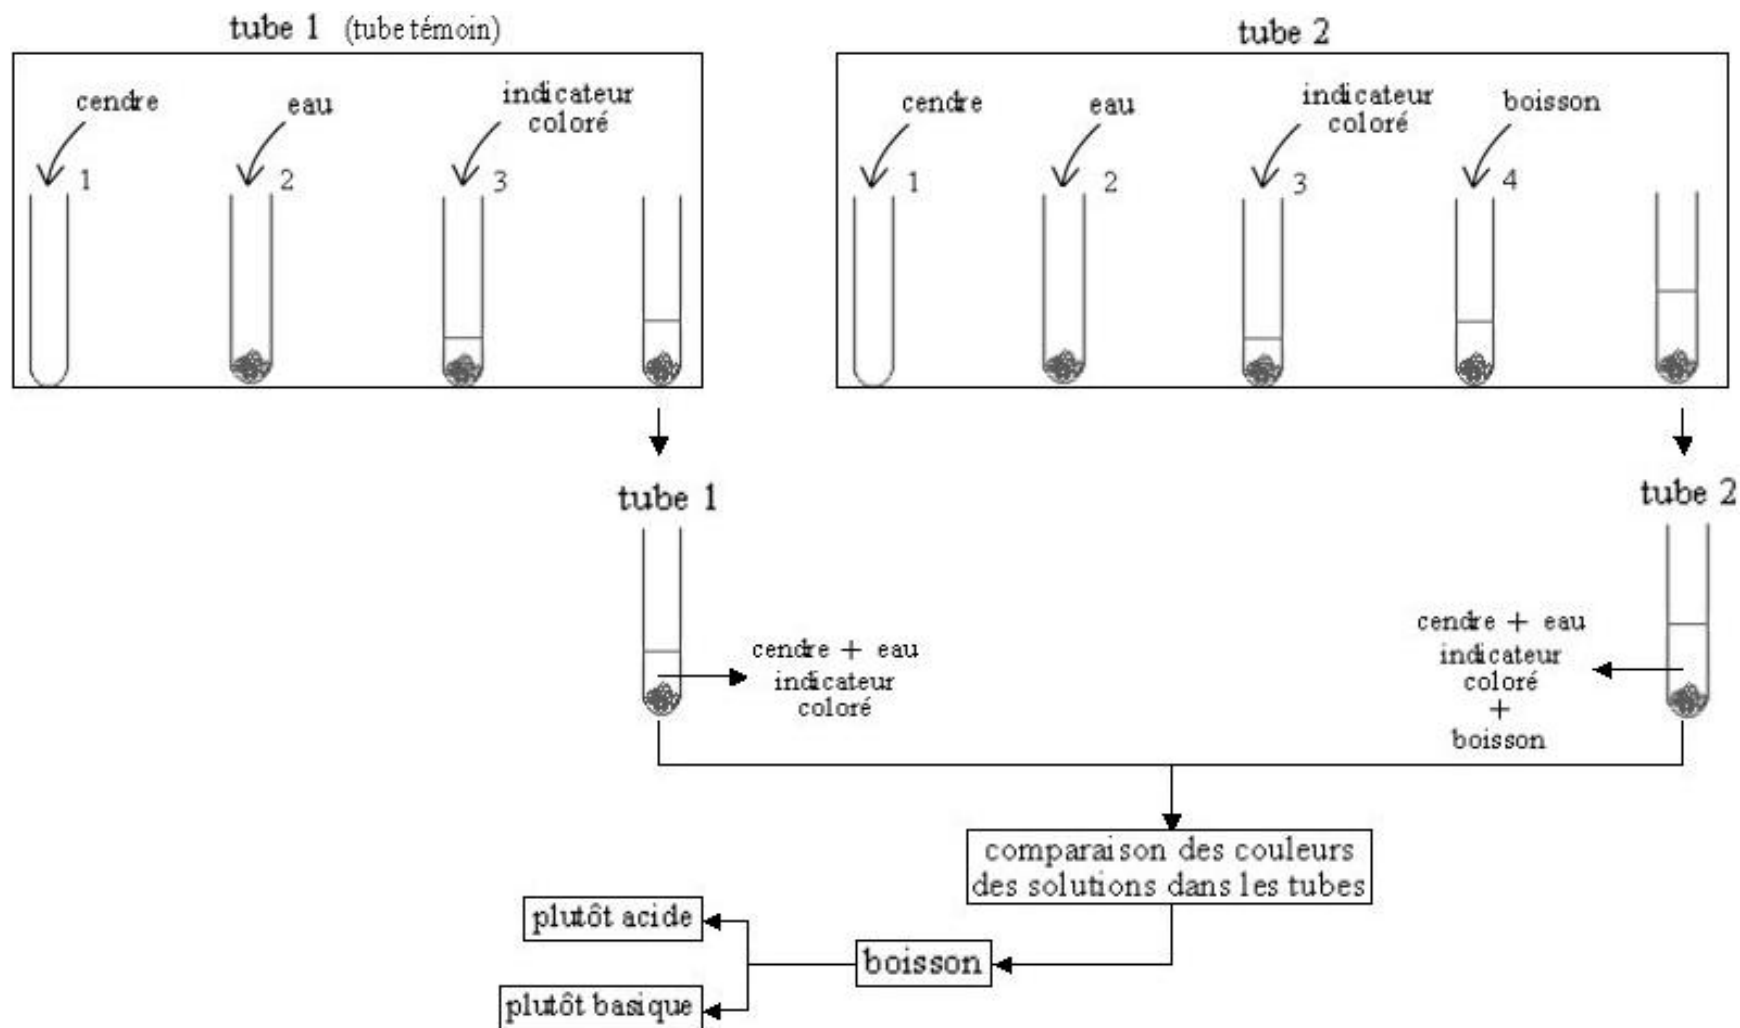 tube 1 (tube témoin)
cendre
eau
indicateur
coloré
1
2
3
tube 2
cendre
eau
indicateur
coloré
boisson
1
2
3
4
tube 1
cendre + eau
indicateur
coloré
tube 2
cendre + eau
indicateur
coloré
+
boisson
comparaison des couleurs
des solutions dans les tubes
boisson
plutôt acide
plutôt basique